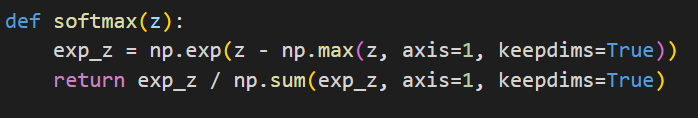 def softmax(z):
    exp_z = np.exp(z - np.max(z, axis=1, keepdims=True))
    return exp_z / np.sum(exp_z, axis=1, keepdims=True)